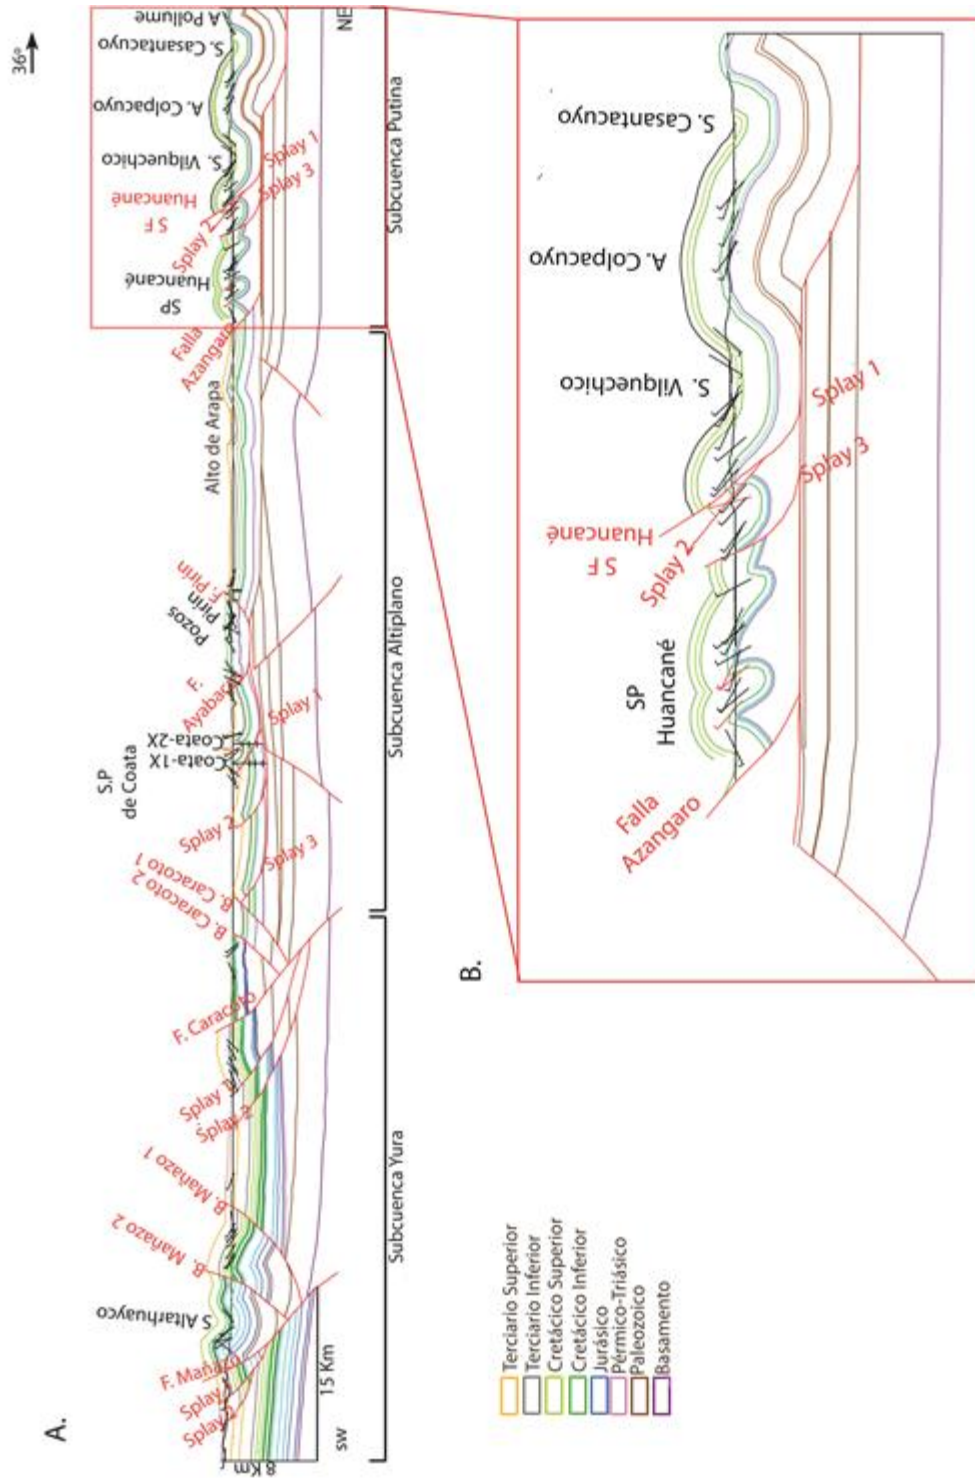 A.
36º
8 Km
SW
15 Km
Splay 2
Splay
F. Mañazo
S Altarhuayco
B. Mañazo 2
B. Mañazo 1
Splay 2
Splay 1
F. Caracoto
B. Caracoto 2
B. Caracoto 1
Splay 3
Splay 2
S.P
de Coata
Coata-1X
Coata-2X
Splay 1
F.
Ayabacas
Pozos
Pirin
F. Pirin
Alto de Arapa
Falla
Azangaro
SP
Huancané
Splay 2
S F
Huancané
Splay 3
Splay 1
S. Vilquechico
A. Colpacuyo
S. Casantacuyo
A Pollume
NE
Subcuenca Yura
Subcuenca Altiplano
Subcuenca Putina
B.
Falla
Azangaro
SP
Huancané
Splay 2
S F
Huancané
Splay 3
Splay 1
S. Vilquechico
A. Colpacuyo
S. Casantacuyo
Terciario Superior
Terciario Inferior
Cretácico Superior
Cretácico Inferior
Jurásico
Pérmico-Triásico
Paleozoico
Basamento